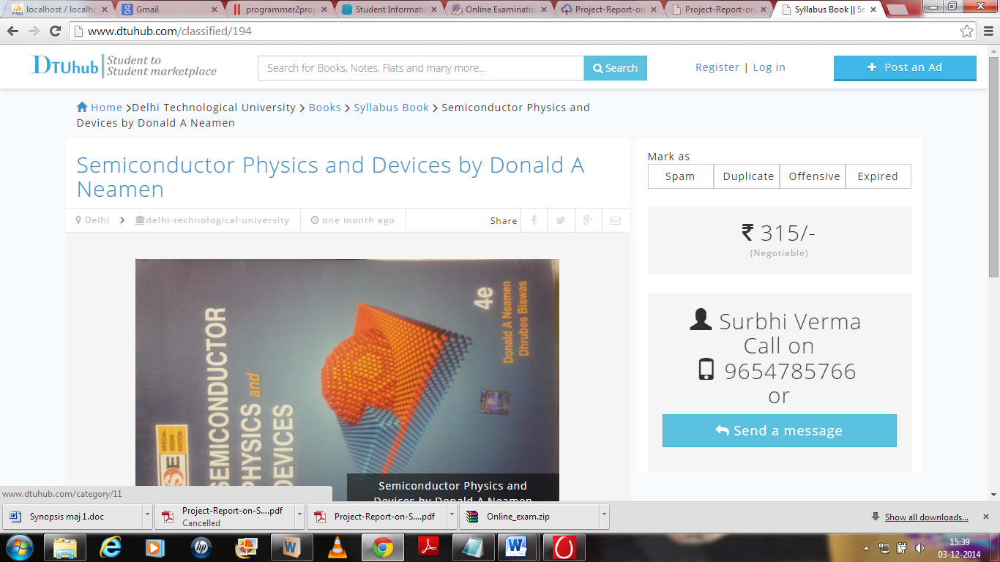 localhost / localho
Gmail
programmer2prog
Student Informati
Online Examinatio
Project-Report-on
Project-Report-on
Syllabus Book || Se
www.dtuhub.com/classified/194
DTUhub
Student to
Student marketplace
Search for Books, Notes, Flats and many more...
Search
Register | Log in
Post an Ad
Home >Delhi Technological University > Books > Syllabus Book > Semiconductor Physics and
Devices by Donald A Neamen
Semiconductor Physics and Devices by Donald A
Neamen
Delhi > delhi-technological-university
one month ago
Share
SEMICONDUCTOR
PHYSICS and
DEVICES
4e
Donald A Neamen
Dhrubes Biswas
SPECIAL
INDIAN
EDITION
SIE
Semiconductor Physics and
Devices by Donald A Neamen
Mark as
Spam
Duplicate
Offensive
Expired
₹ 315/-
(Negotiable)
Surbhi Verma
Call on
9654785766
or
Send a message
www.dtuhub.com/category/11
Synopsis maj 1.doc
Project-Report-on-S....pdf
Cancelled
Project-Report-on-S....pdf
Online_exam.zip
Show all downloads...
15:39
03-12-2014